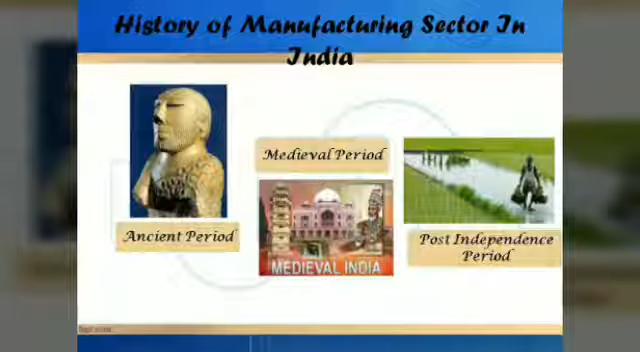 History of Manufacturing Sector In
India
Medieval Period
Ancient Period
MEDIEVAL INDIA
Post Independence
Period